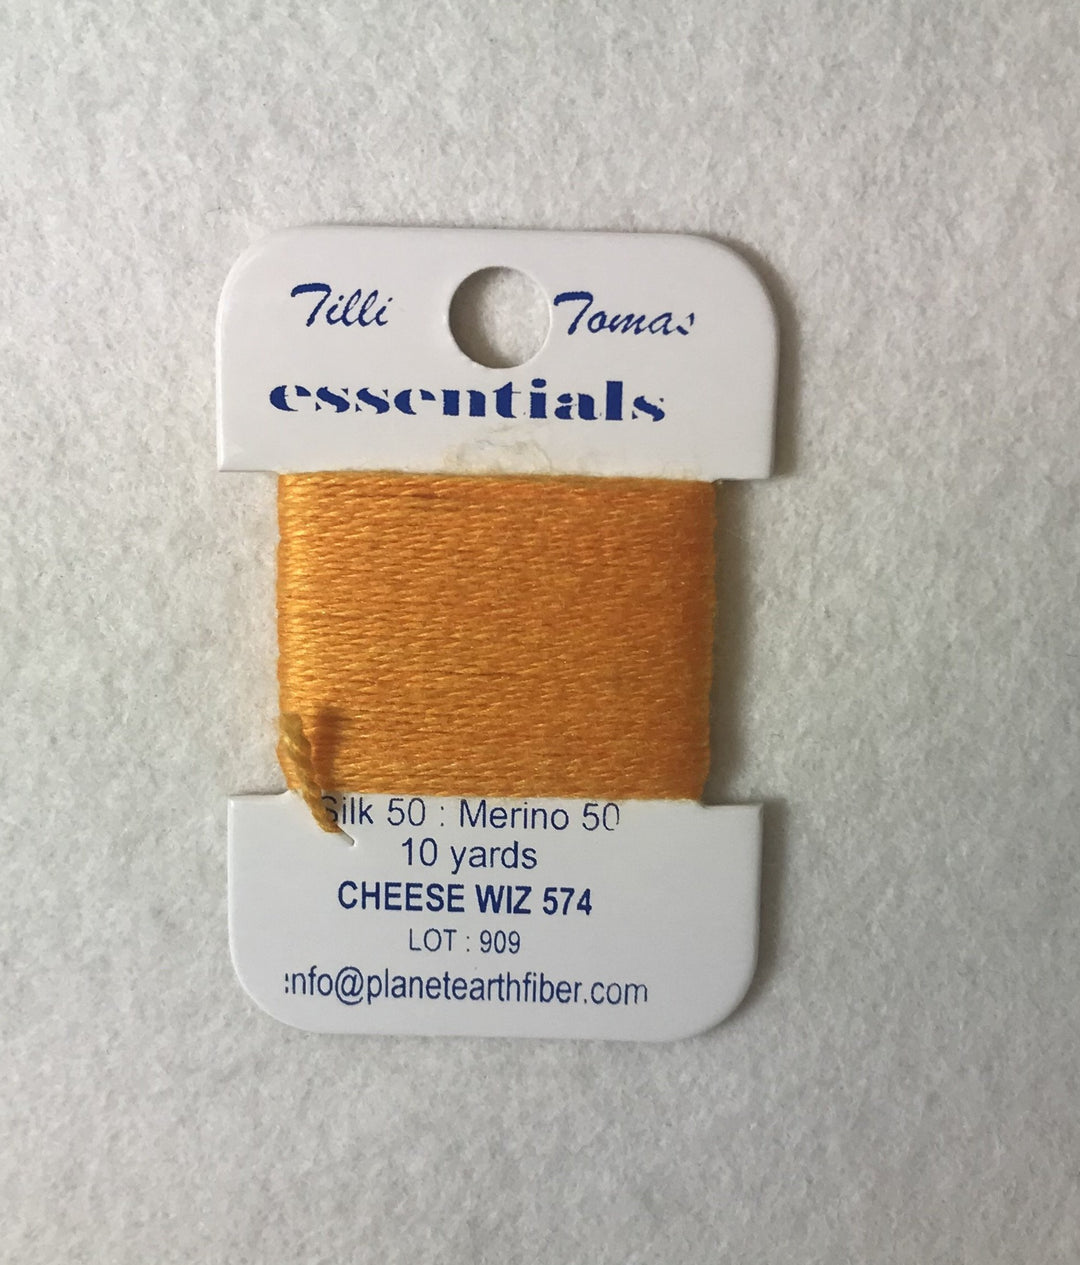 Tilli Tomas
essentials
Silk 50 : Merino 50
10 yards
CHEESE WIZ 574
LOT : 909
info@planetearthfiber.com